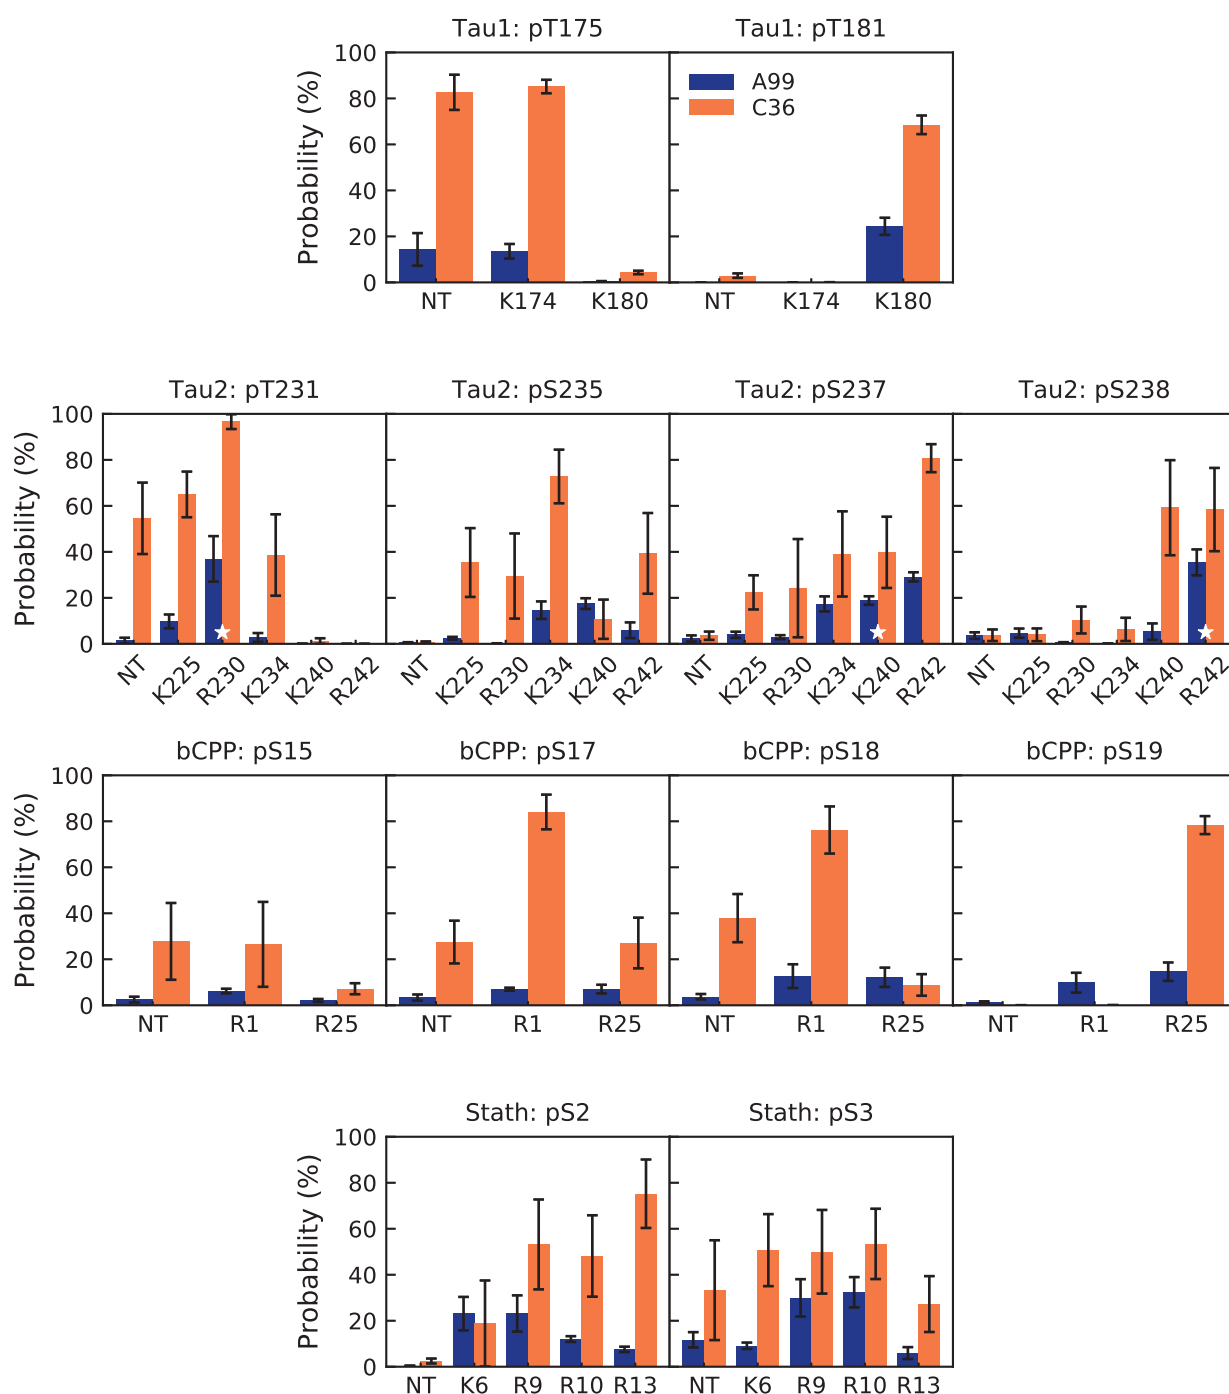 Tau1: pT175 Tau1: pT181
Probability (%)
100
80
60
40
20
0
A99
C36
NT K174 K180 NT K174 K180
Tau2: pT231 Tau2: pS235 Tau2: pS237 Tau2: pS238
Probability (%)
100
80
60
40
20
0
NT K225 R230 K234 K240 R242 NT K225 R230 K234 K240 R242 NT K225 R230 K234 K240 R242 NT K225 R230 K234 K240 R242
bCPP: pS15 bCPP: pS17 bCPP: pS18 bCPP: pS19
Probability (%)
100
80
60
40
20
0
NT R1 R25 NT R1 R25 NT R1 R25 NT R1 R25
Stath: pS2 Stath: pS3
Probability (%)
100
80
60
40
20
0
NT K6 R9 R10 R13 NT K6 R9 R10 R13